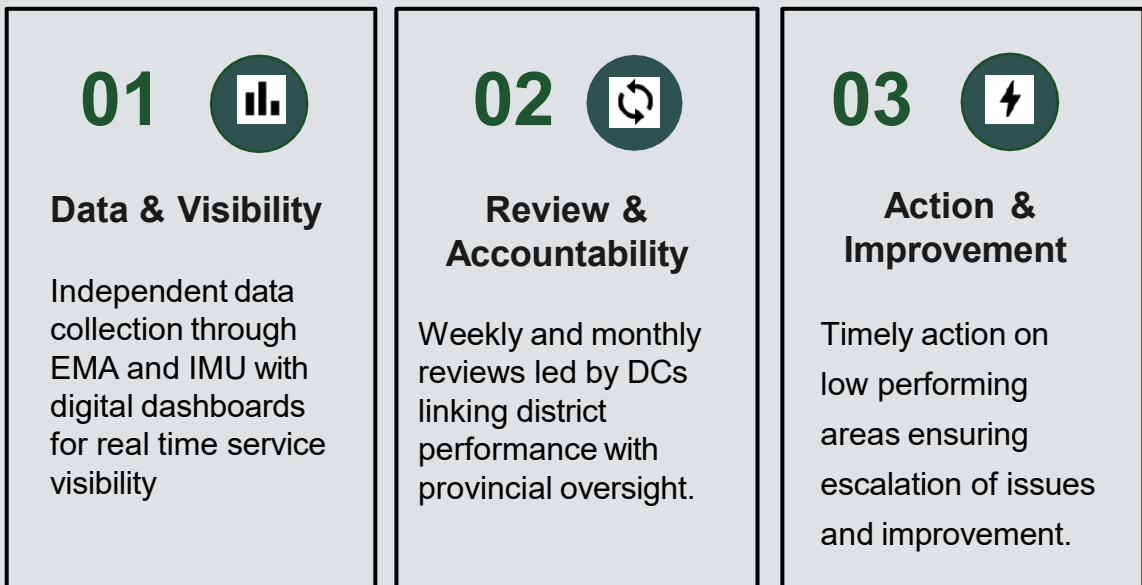 01
Data & Visibility
Independent data
collection through
EMA and IMU with
digital dashboards
for real time service
visibility
02
Review &
Accountability
Weekly and monthly
reviews led by DCs
linking district
performance with
provincial oversight.
03
Action &
Improvement
Timely action on
low performing
areas ensuring
escalation of issues
and improvement.